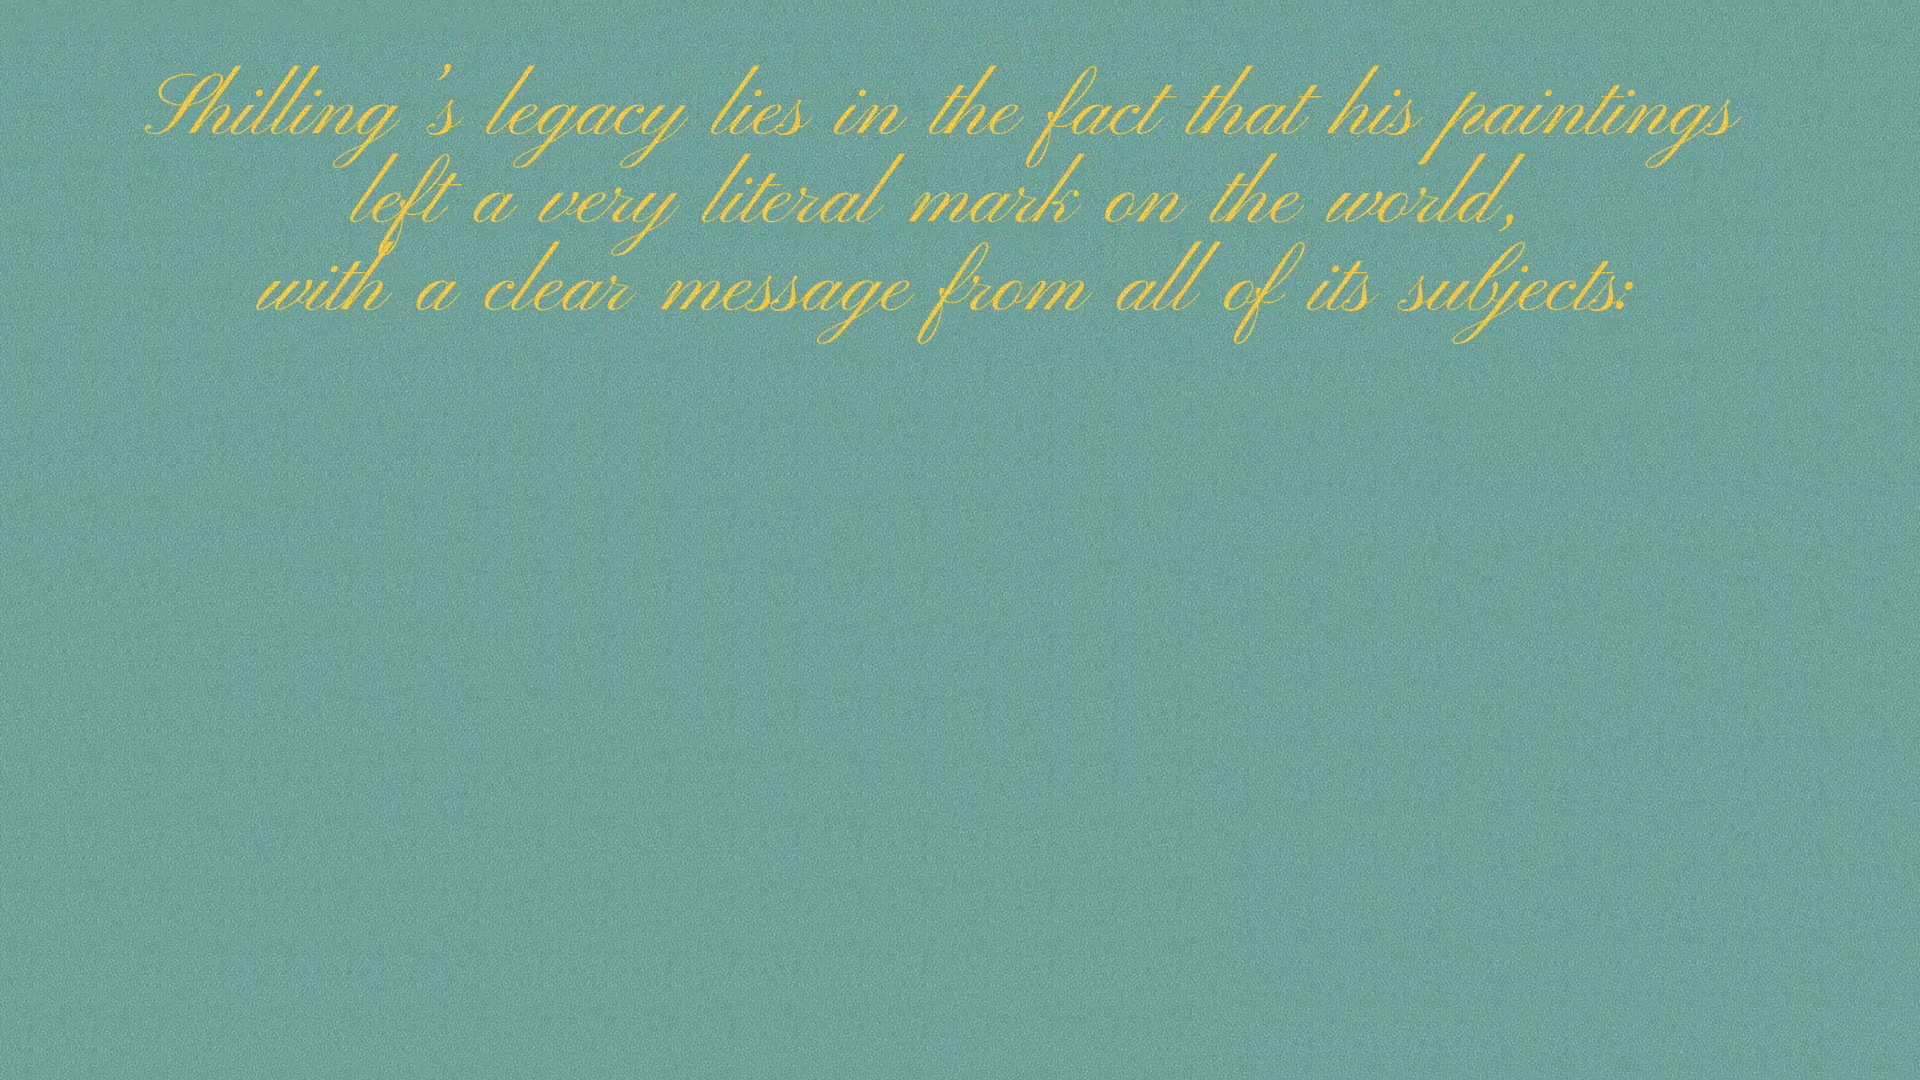 Shilling's legacy lies in the fact that his paintings
left a very literal mark on the world,
with a clear message from all of its subjects: